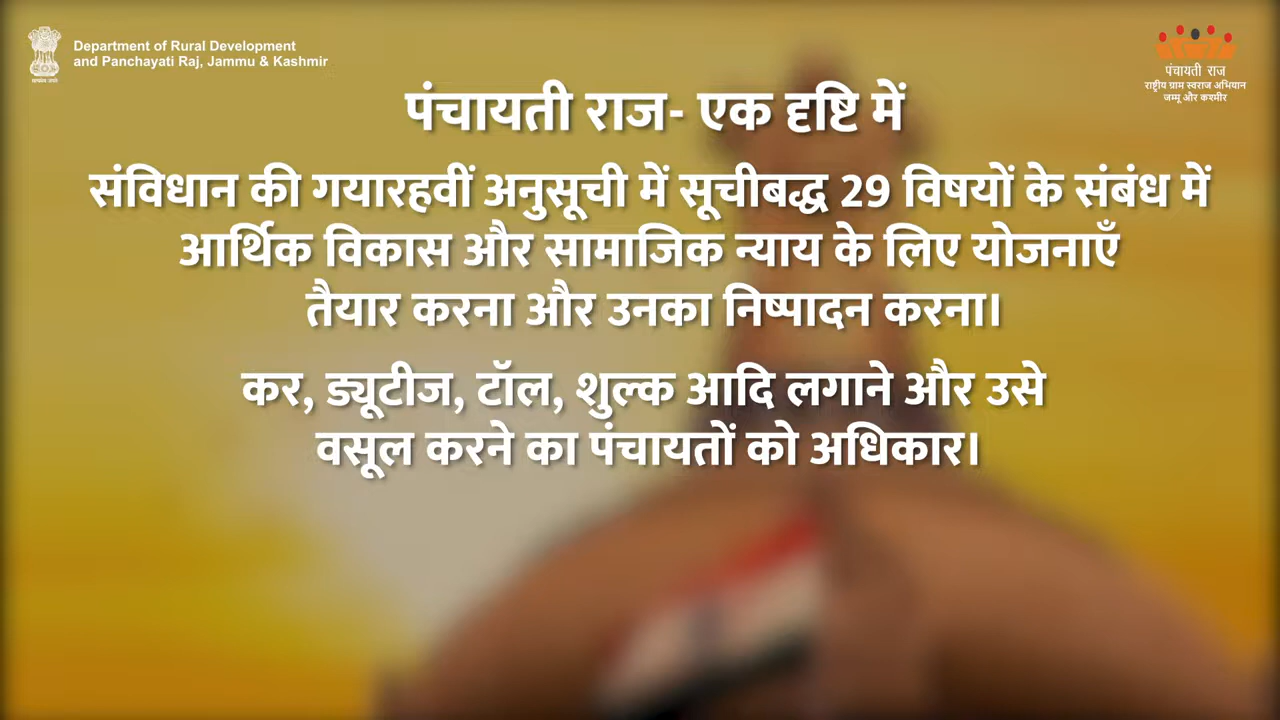 Department of Rural Development
and Panchayati Raj, Jammu & Kashmir
पंचायती राज
राष्ट्रीय ग्राम स्वराज अभियान
जम्मू और कश्मीर
पंचायती राज- एक दृष्टि में
संविधान की गयारहवीं अनुसूची में सूचीबद्ध 29 विषयों के संबंध में
आर्थिक विकास और सामाजिक न्याय के लिए योजनाएँ
तैयार करना और उनका निष्पादन करना।
कर, ड्यूटीज, टॉल, शुल्क आदि लगाने और उसे
वसूल करने का पंचायतों को अधिकार।